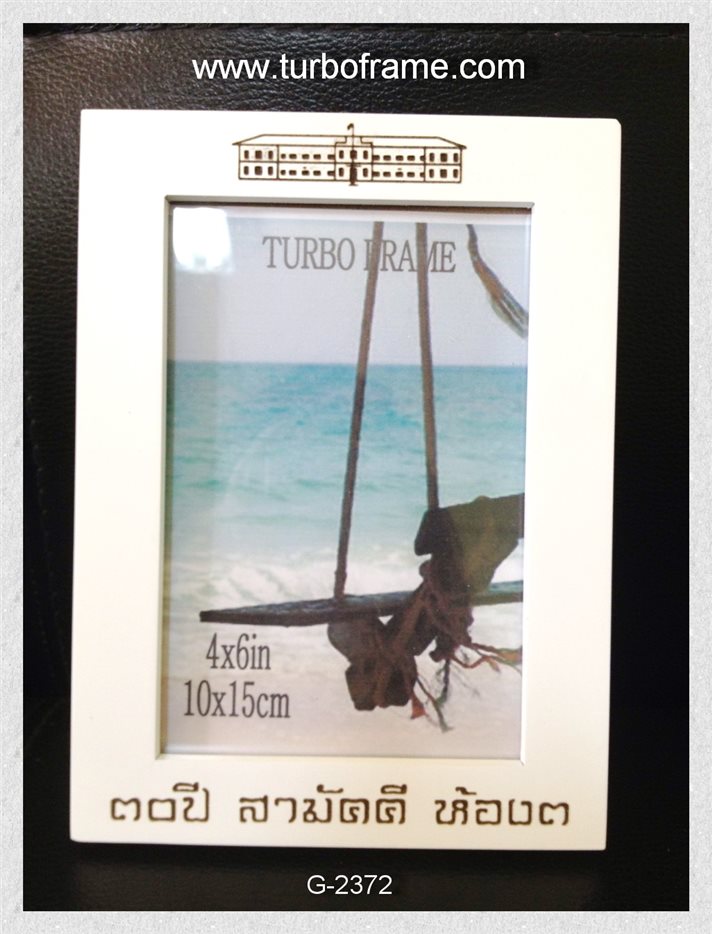 www.turboframe.com
TURBO FRAME
4x6in
10x15cm
๓๐ปี สามัคคี ห้อง๓
G-2372